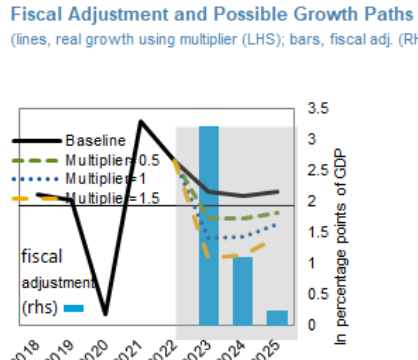 Fiscal Adjustment and Possible Growth Paths
(lines, real growth using multiplier (LHS); bars, fiscal adj. (RH
3.5
Baseline
3
Multiplier=0.5
2.5
Multiplier=1
2
Multiplier=1.5
1.5
fiscal
adjustment
1
(rhs)
0.5
0
In percentage points of GDP
2018
2019
2020
2021
2022
2023
2024
2025